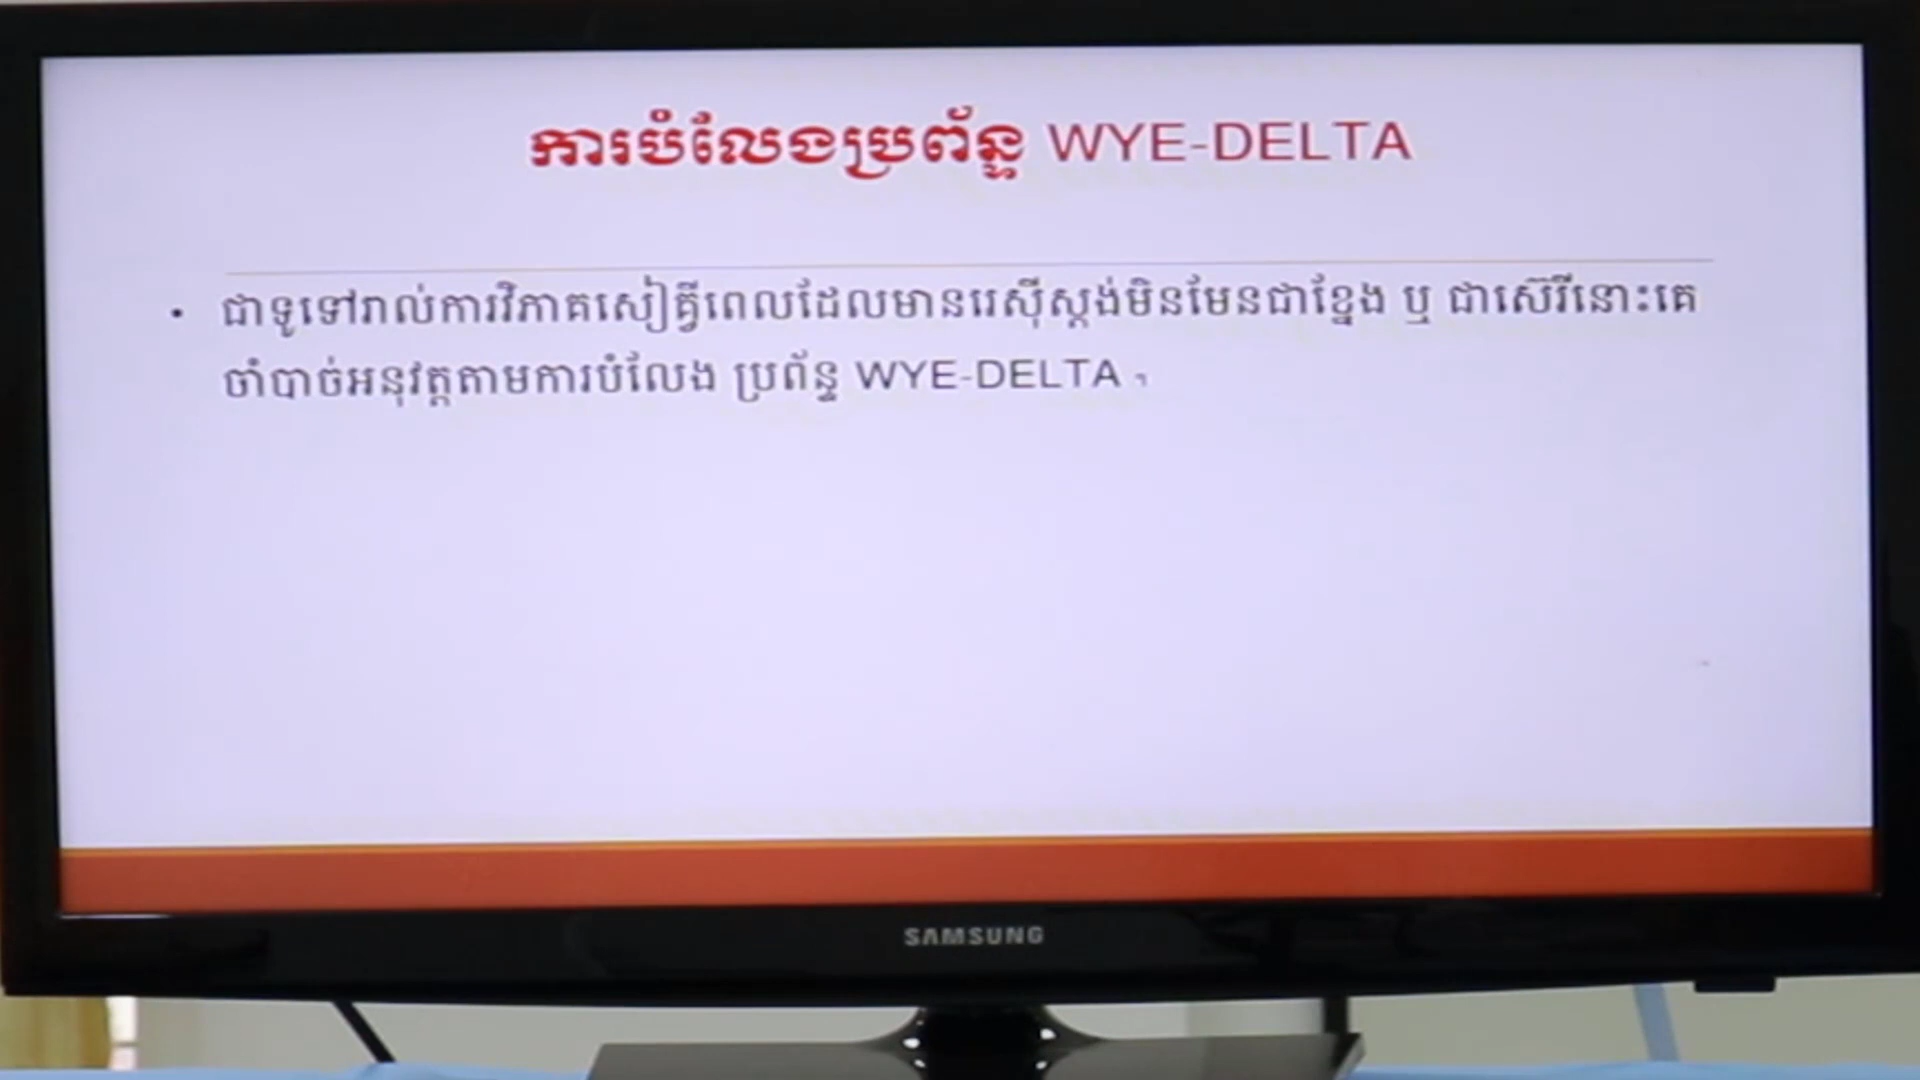 ការបំលែងប្រព័ន្ធ WYE-DELTA
• ជាទូទៅរាល់ការវិភាគសៀគ្វីពេលដែលមានរេស៊ីស្តង់មិនមែនជាខ្នែង ឬ ជាស៊េរីនោះគេ
ចាំបាច់អនុវត្តតាមការបំលែង ប្រព័ន្ធ WYE-DELTA ។
SAMSUNG